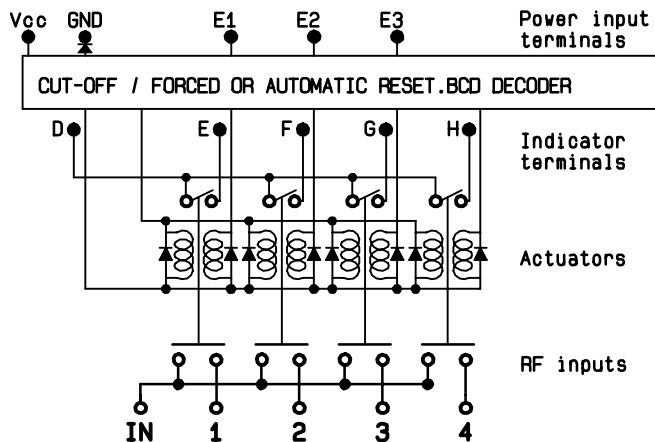 Vcc GND E1 E2 E3 Power input
terminals
CUT-OFF / FORCED OR AUTOMATIC RESET.BCD DECODER
D E F G H Indicator
terminals
Actuators
RF inputs
IN 1 2 3 4